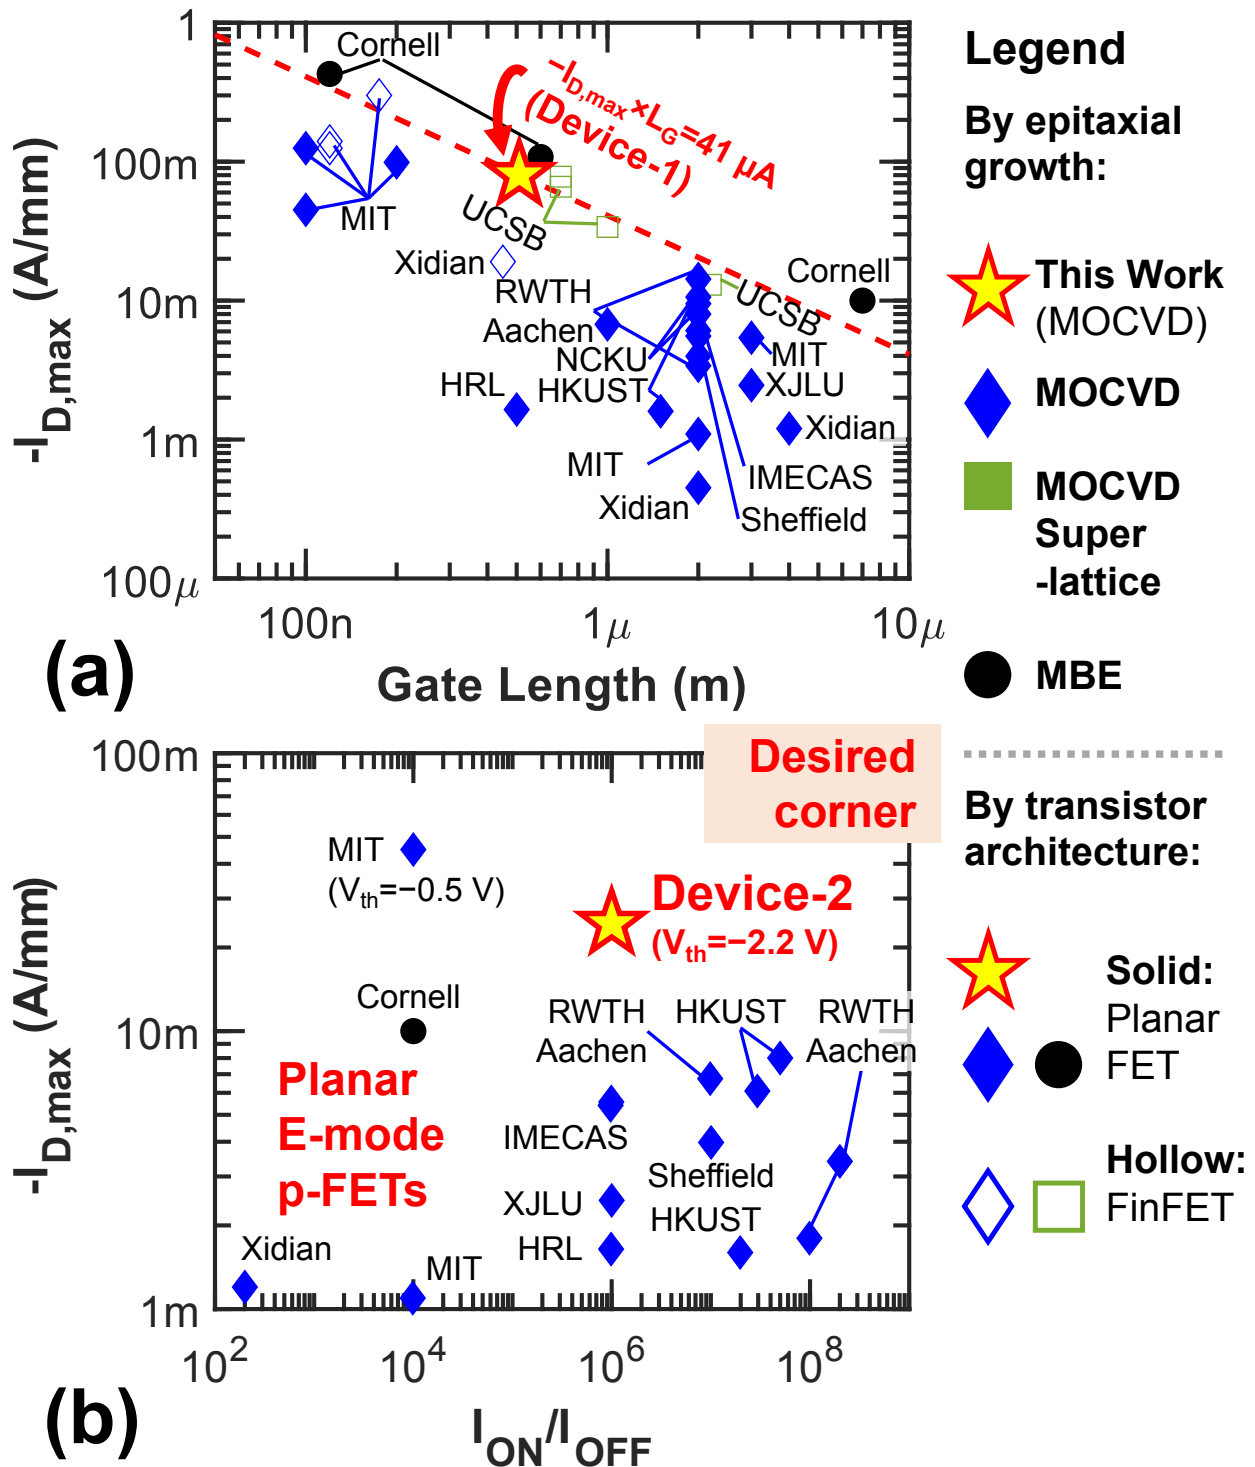 1
100m
10m
1m
100μ
-I_D,max (A/mm)
Cornell
−I_D,max×L_G=41 μA
(Device-1)
MIT
UCSB
Xidian
RWTH
Aachen
NCKU
HKUST
HRL
Cornell
UCSB
MIT
XJLU
Xidian
MIT
IMECAS
Xidian
Sheffield
100n
1μ
10μ
(a)
Gate Length (m)
Legend
By epitaxial
growth:
This Work
(MOCVD)
MOCVD
MOCVD
Super
-lattice
MBE
By transistor
architecture:
Solid:
Planar
FET
Hollow:
FinFET
100m
10m
1m
-I_D,max (A/mm)
Desired
corner
MIT
(V_th=−0.5 V)
Device-2
(V_th=−2.2 V)
Cornell
RWTH
Aachen
HKUST
RWTH
Aachen
Planar
E-mode
p-FETs
IMECAS
Sheffield
XJLU
HKUST
HRL
Xidian
MIT
10^2
10^4
10^6
10^8
(b)
I_ON/I_OFF